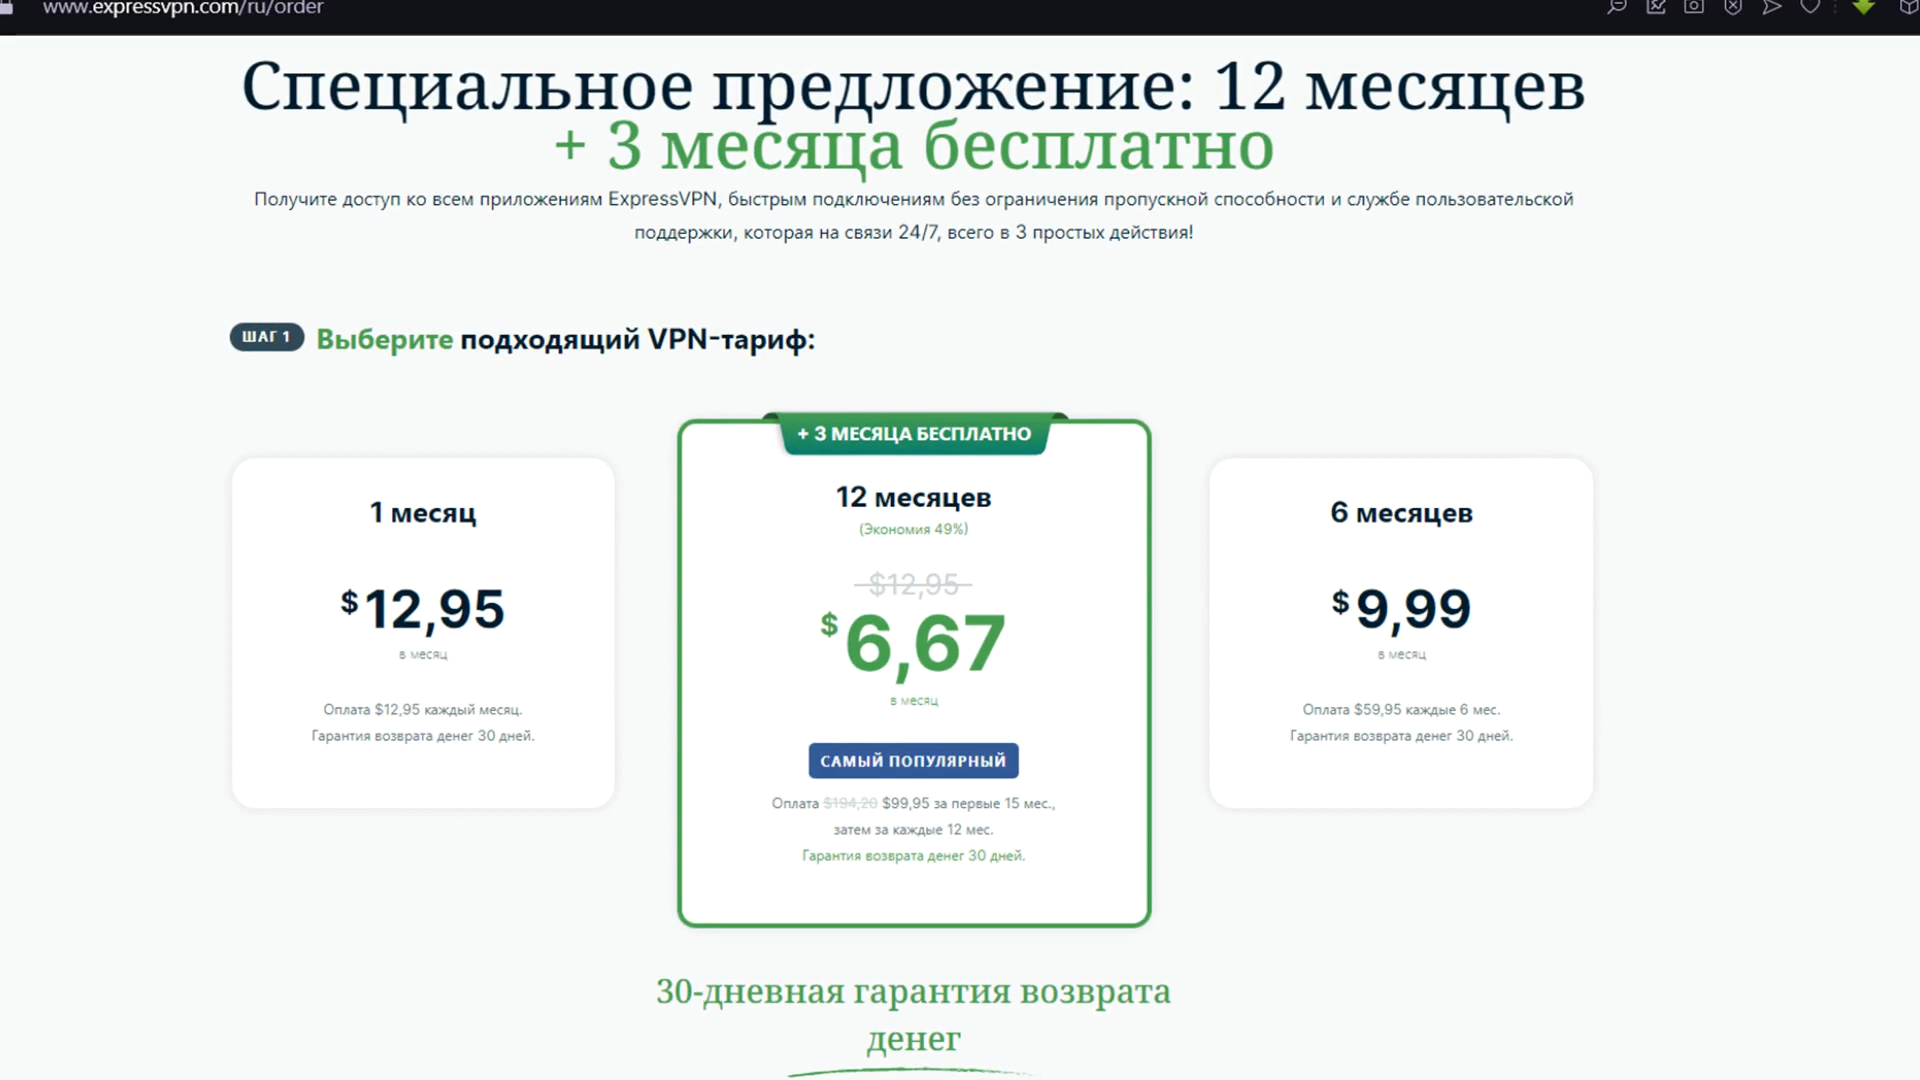 www.expressvpn.com/ru/order
Специальное предложение: 12 месяцев
+ 3 месяца бесплатно
Получите доступ ко всем приложениям ExpressVPN, быстрым подключениям без ограничения пропускной способности и службе пользовательской
поддержки, которая на связи 24/7, всего в 3 простых действия!
ШАГ 1 Выберите подходящий VPN-тариф:
1 месяц
$12,95
в месяц
Оплата $12,95 каждый месяц.
Гарантия возврата денег 30 дней.
+ 3 МЕСЯЦА БЕСПЛАТНО
12 месяцев
(Экономия 49%)
$12,95
$6,67
в месяц
САМЫЙ ПОПУЛЯРНЫЙ
Оплата $194,20 $99,95 за первые 15 мес.,
затем за каждые 12 мес.
Гарантия возврата денег 30 дней.
6 месяцев
$9,99
в месяц
Оплата $59,95 каждые 6 мес.
Гарантия возврата денег 30 дней.
30-дневная гарантия возврата
денег